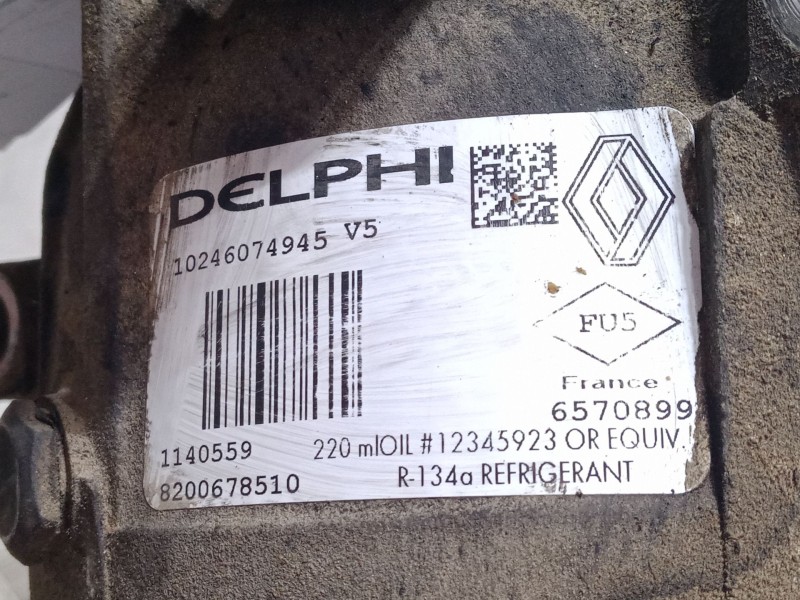 DELPHI
10246074945 V5
FU5
France
6570899
1140559
220 mlOIL #12345923 OR EQUIV.
8200678510
R-134a REFRIGERANT